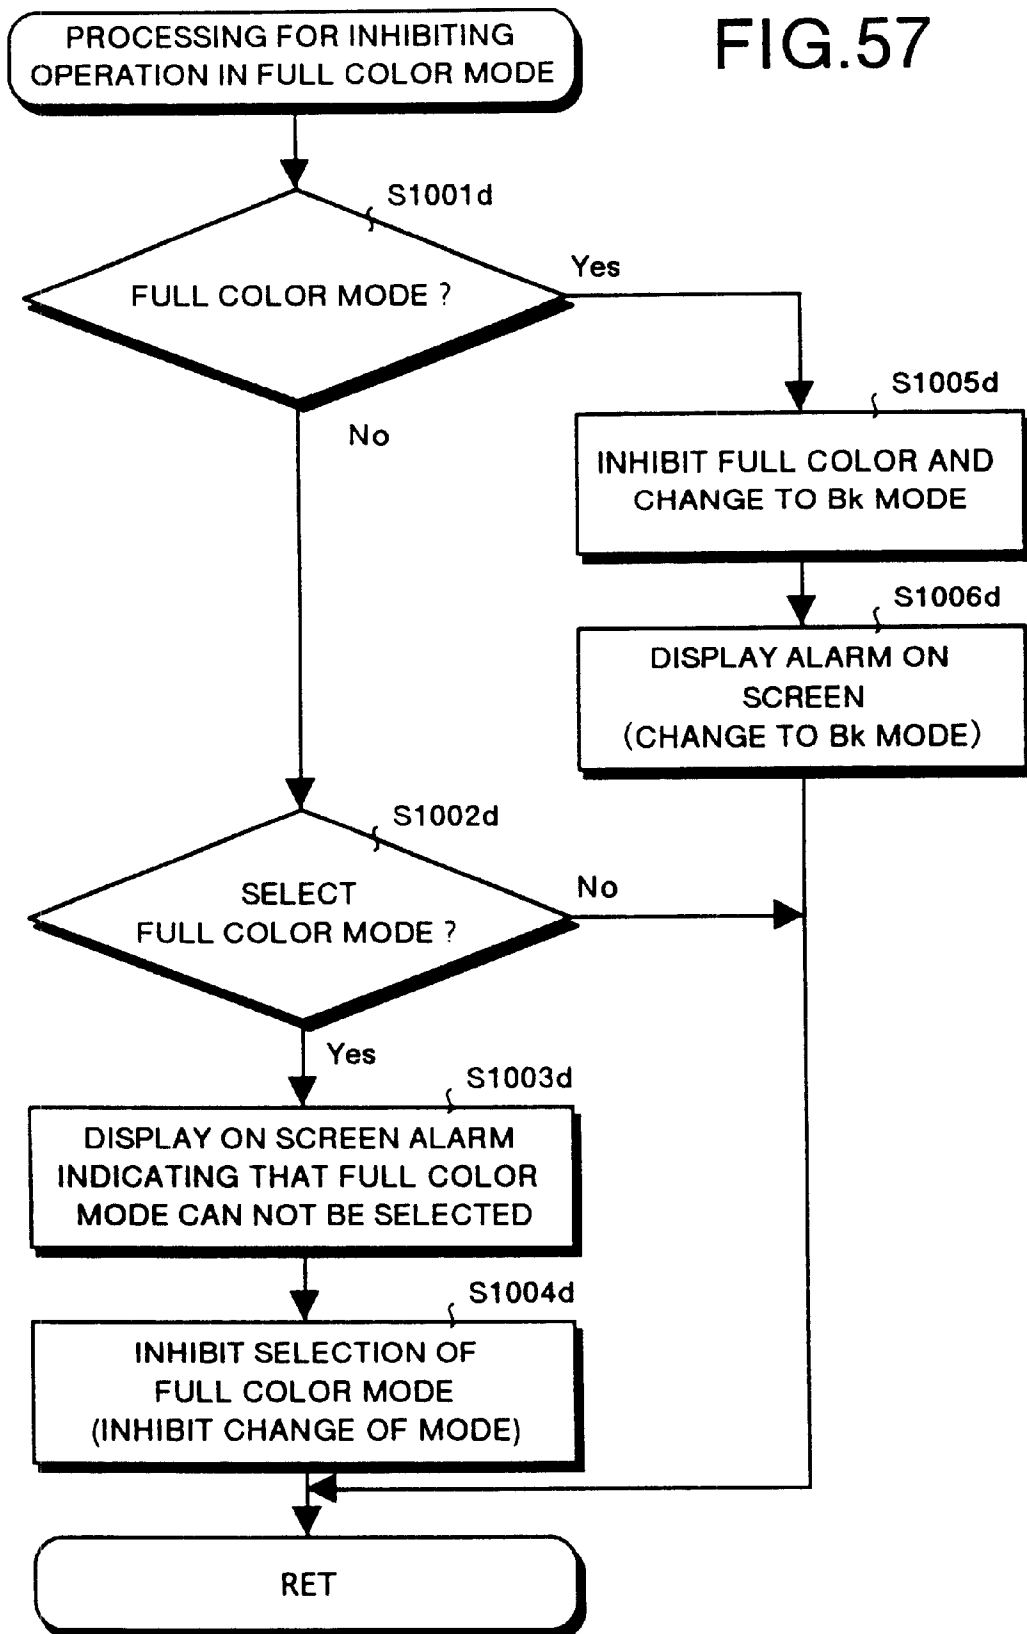 FIG.57
PROCESSING FOR INHIBITING
OPERATION IN FULL COLOR MODE
S1001d
FULL COLOR MODE ?
Yes
No
S1005d
INHIBIT FULL COLOR AND
CHANGE TO Bk MODE
S1006d
DISPLAY ALARM ON
SCREEN
(CHANGE TO Bk MODE)
S1002d
SELECT
FULL COLOR MODE ?
No
Yes
S1003d
DISPLAY ON SCREEN ALARM
INDICATING THAT FULL COLOR
MODE CAN NOT BE SELECTED
S1004d
INHIBIT SELECTION OF
FULL COLOR MODE
(INHIBIT CHANGE OF MODE)
RET